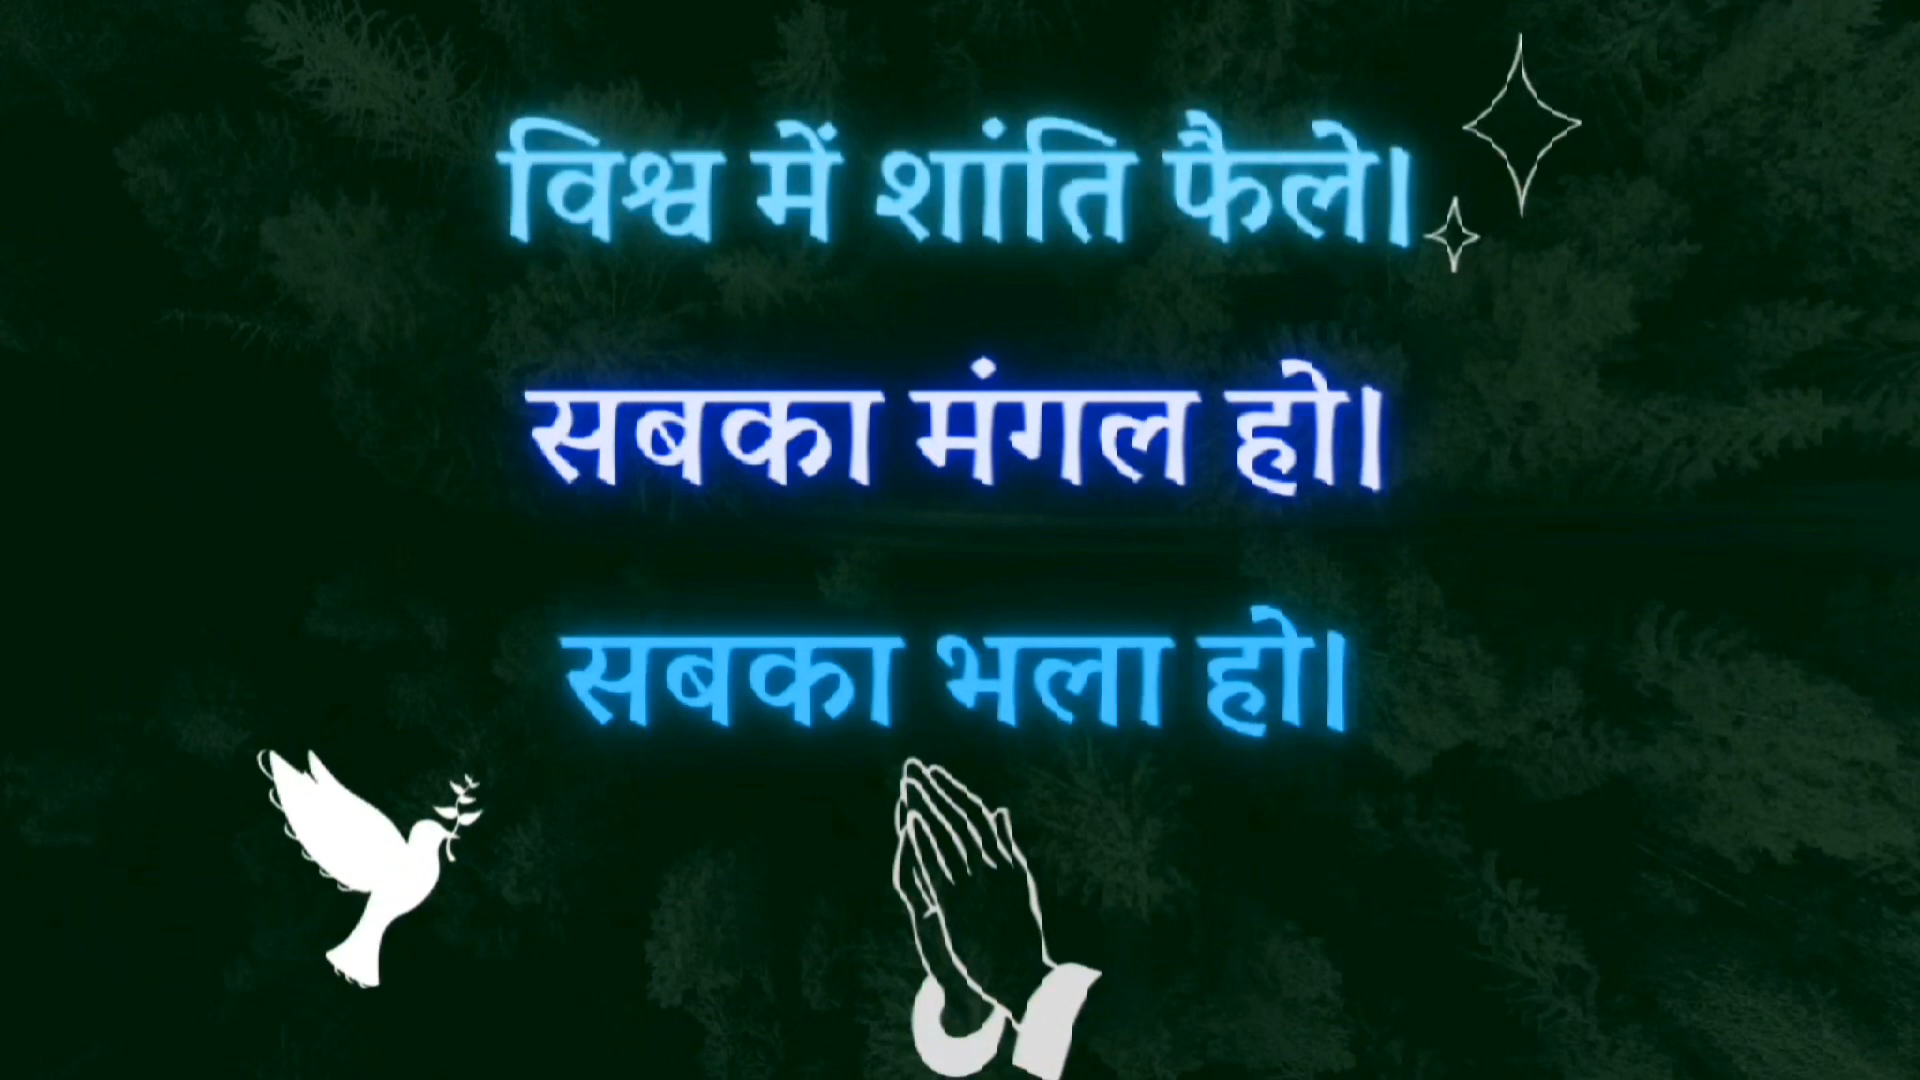 विश्व में शांति फैले।
सबका मंगल हो।
सबका भला हो।